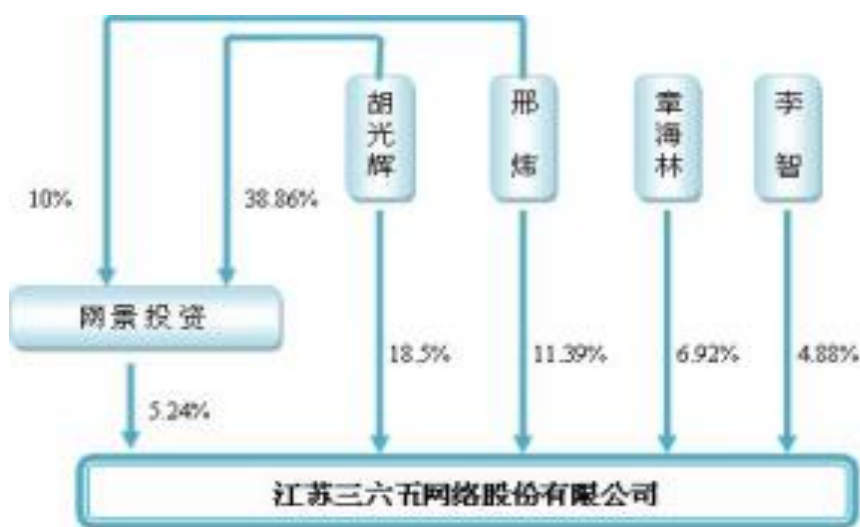 胡光辉
邢炜
章海林
李智
10%
38.86%
网景投资
18.5%
11.39%
6.92%
4.88%
5.24%
江苏三六五网络股份有限公司